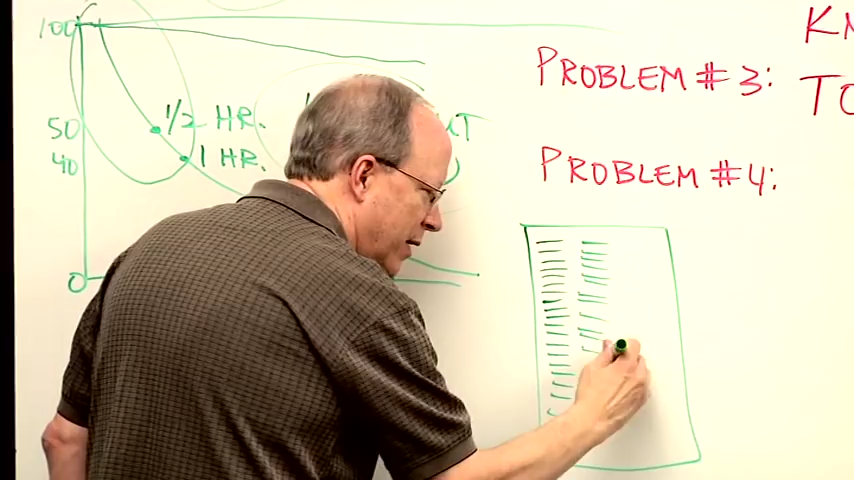 100
50
40
0
1/2 HR.
1 HR.
PROBLEM #3:
PROBLEM #4: